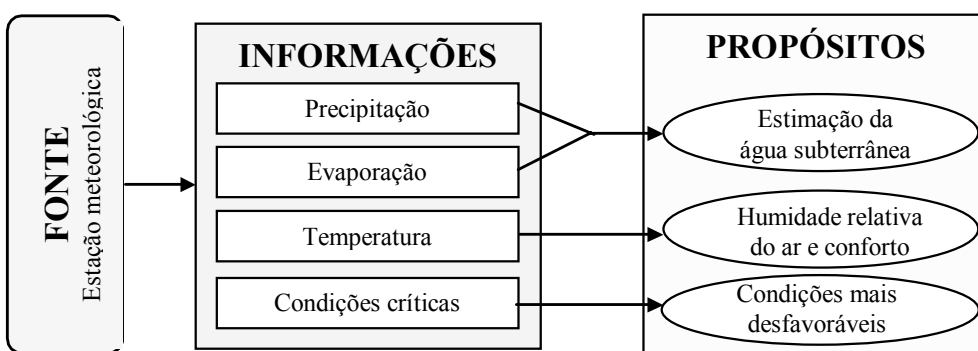 FONTE
Estação meteorológica
INFORMAÇÕES
Precipitação
Evaporação
Temperatura
Condições críticas
PROPÓSITOS
Estimação da
água subterrânea
Humidade relativa
do ar e conforto
Condições mais
desfavoráveis